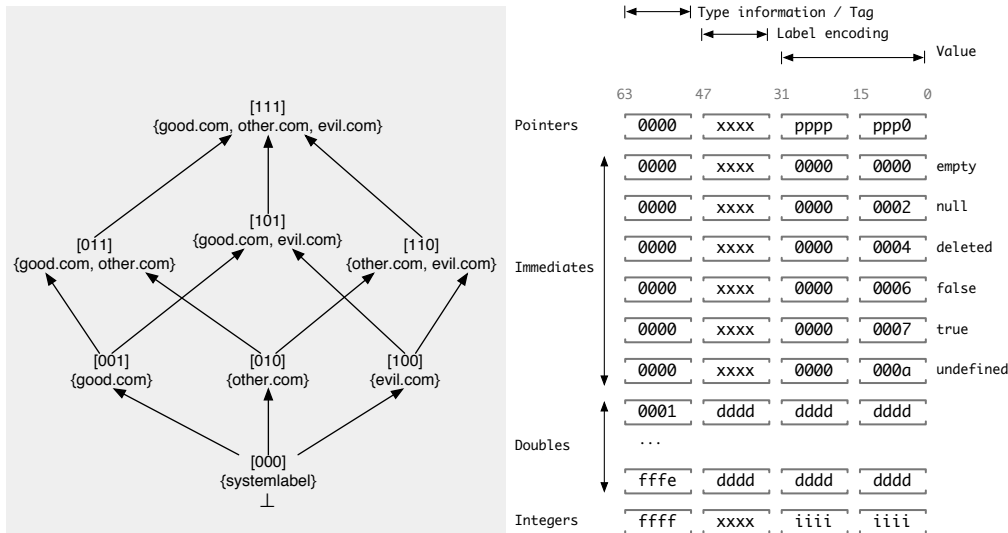 [111]
{good.com, other.com, evil.com}
[101]
{good.com, evil.com}
[011]
{good.com, other.com}
[110]
{other.com, evil.com}
[001]
{good.com}
[010]
{other.com}
[100]
{evil.com}
[000]
{systemlabel}
⊥
Type information / Tag
Label encoding
Value
63 47 31 15 0
Pointers 0000 xxxx pppp ppp0
Immediates
0000 xxxx 0000 0000 empty
0000 xxxx 0000 0002 null
0000 xxxx 0000 0004 deleted
0000 xxxx 0000 0006 false
0000 xxxx 0000 0007 true
0000 xxxx 0000 000a undefined
Doubles
0001 dddd dddd dddd
...
fffe dddd dddd dddd
Integers ffff xxxx iiii iiii